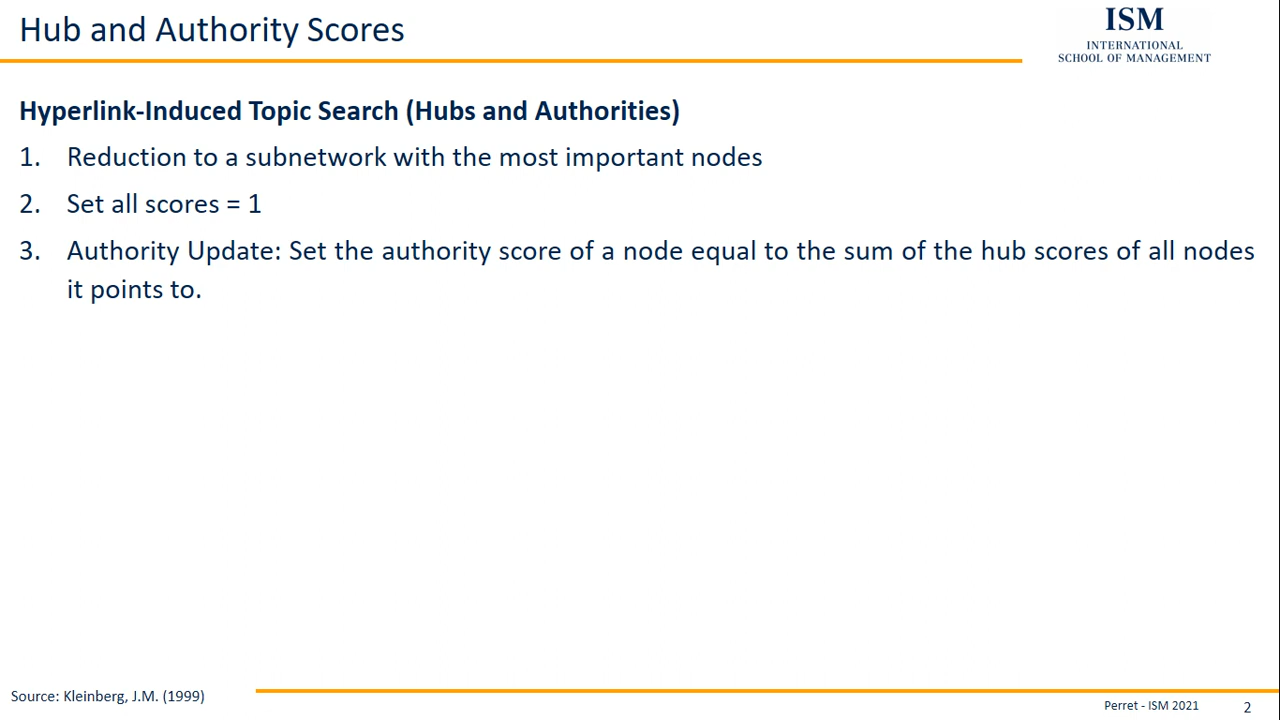 Hub and Authority Scores
ISM
INTERNATIONAL
SCHOOL OF MANAGEMENT
Hyperlink-Induced Topic Search (Hubs and Authorities)
1. Reduction to a subnetwork with the most important nodes
2. Set all scores = 1
3. Authority Update: Set the authority score of a node equal to the sum of the hub scores of all nodes
it points to.
Source: Kleinberg, J.M. (1999)
Perret - ISM 2021
2